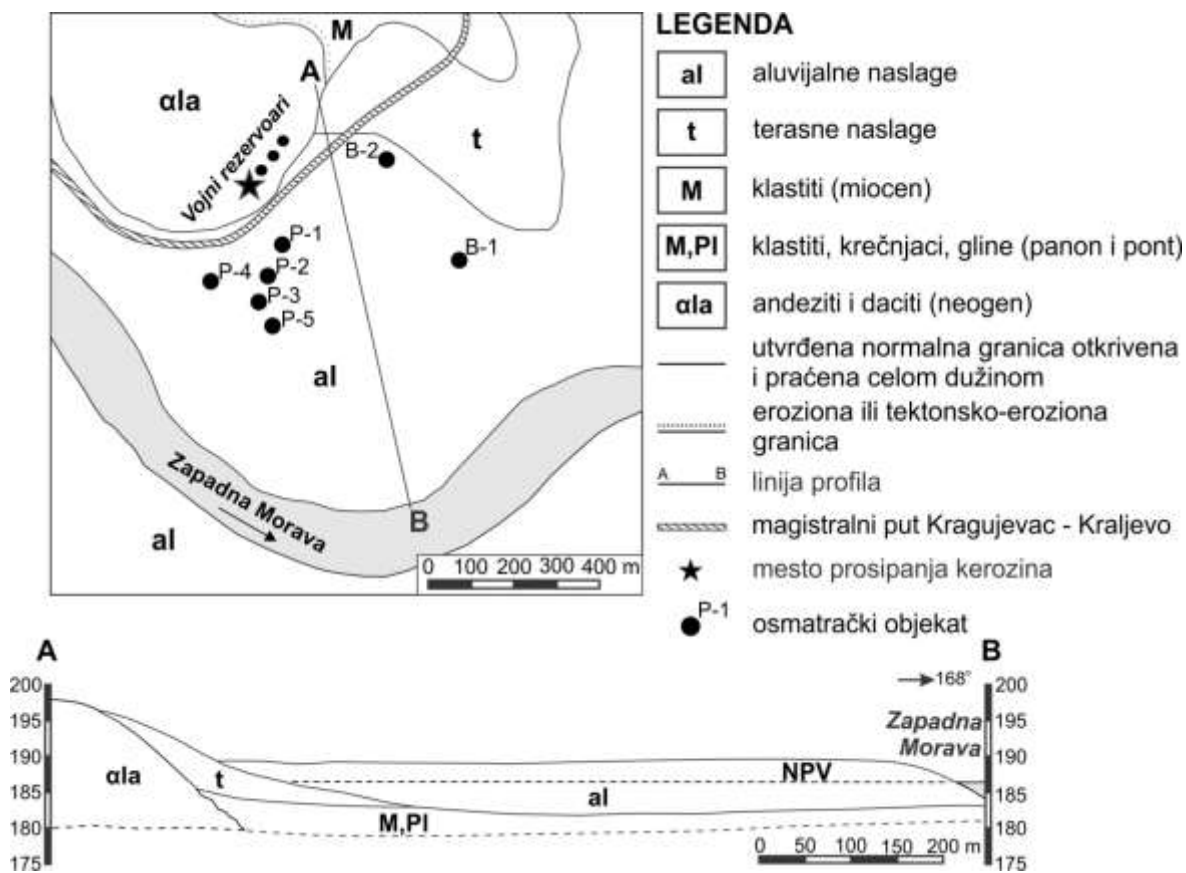 M
A
αla
Vojni rezervoari
B-2
t
P-1
B-1
P-4
P-2
P-3
P-5
al
Zapadna Morava
B
al
0 100 200 300 400 m
LEGENDA
al aluvijalne naslage
t terasne naslage
M klastiti (miocen)
M,Pl klastiti, krečnjaci, gline (panon i pont)
αla andeziti i daciti (neogen)
utvrđena normalna granica otkrivena
i praćena celom dužinom
eroziona ili tektonsko-eroziona
granica
A B linija profila
magistralni put Kragujevac - Kraljevo
mesto prosipanja kerozina
P-1 osmatrački objekat
A B
200 168° 200
195 Zapadna 195
Morava
190 190
NPV
αla t
185 al 185
180 M,Pl 180
175 0 50 100 150 200 m 175